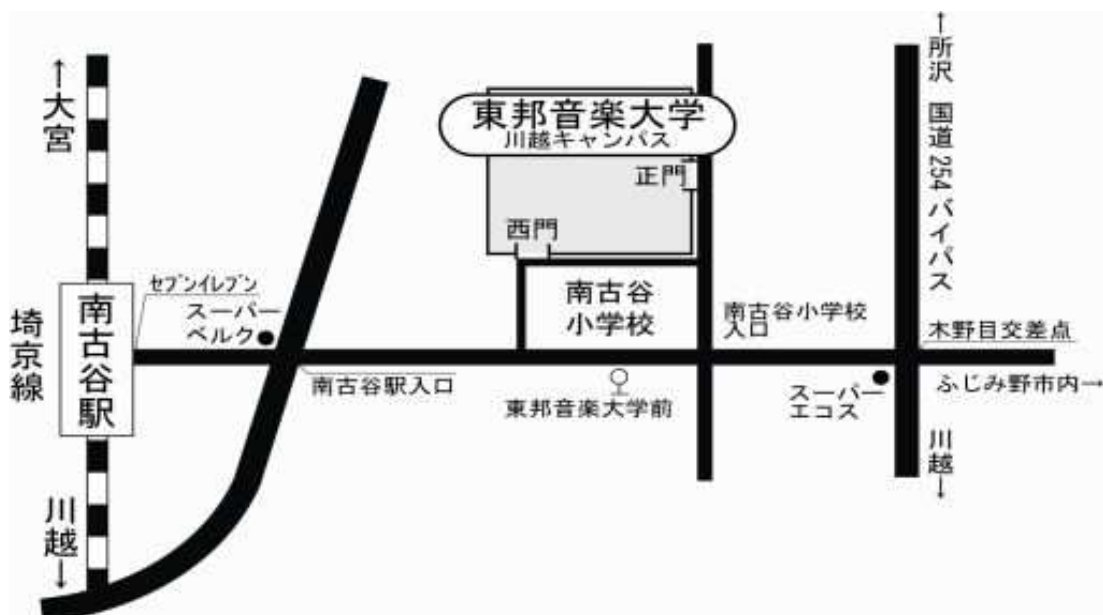 ←大宮
埼京線
南古谷駅
川越→
セブンイレブン
スーパー
ベルク
南古谷駅入口
東邦音楽大学
川越キャンパス
正門
西門
南古谷
小学校
東邦音楽大学前
南古谷小学校
入口
スーパー
エコス
←所沢 国道254バイパス
木野目交差点
ふじみ野市内→
川越→